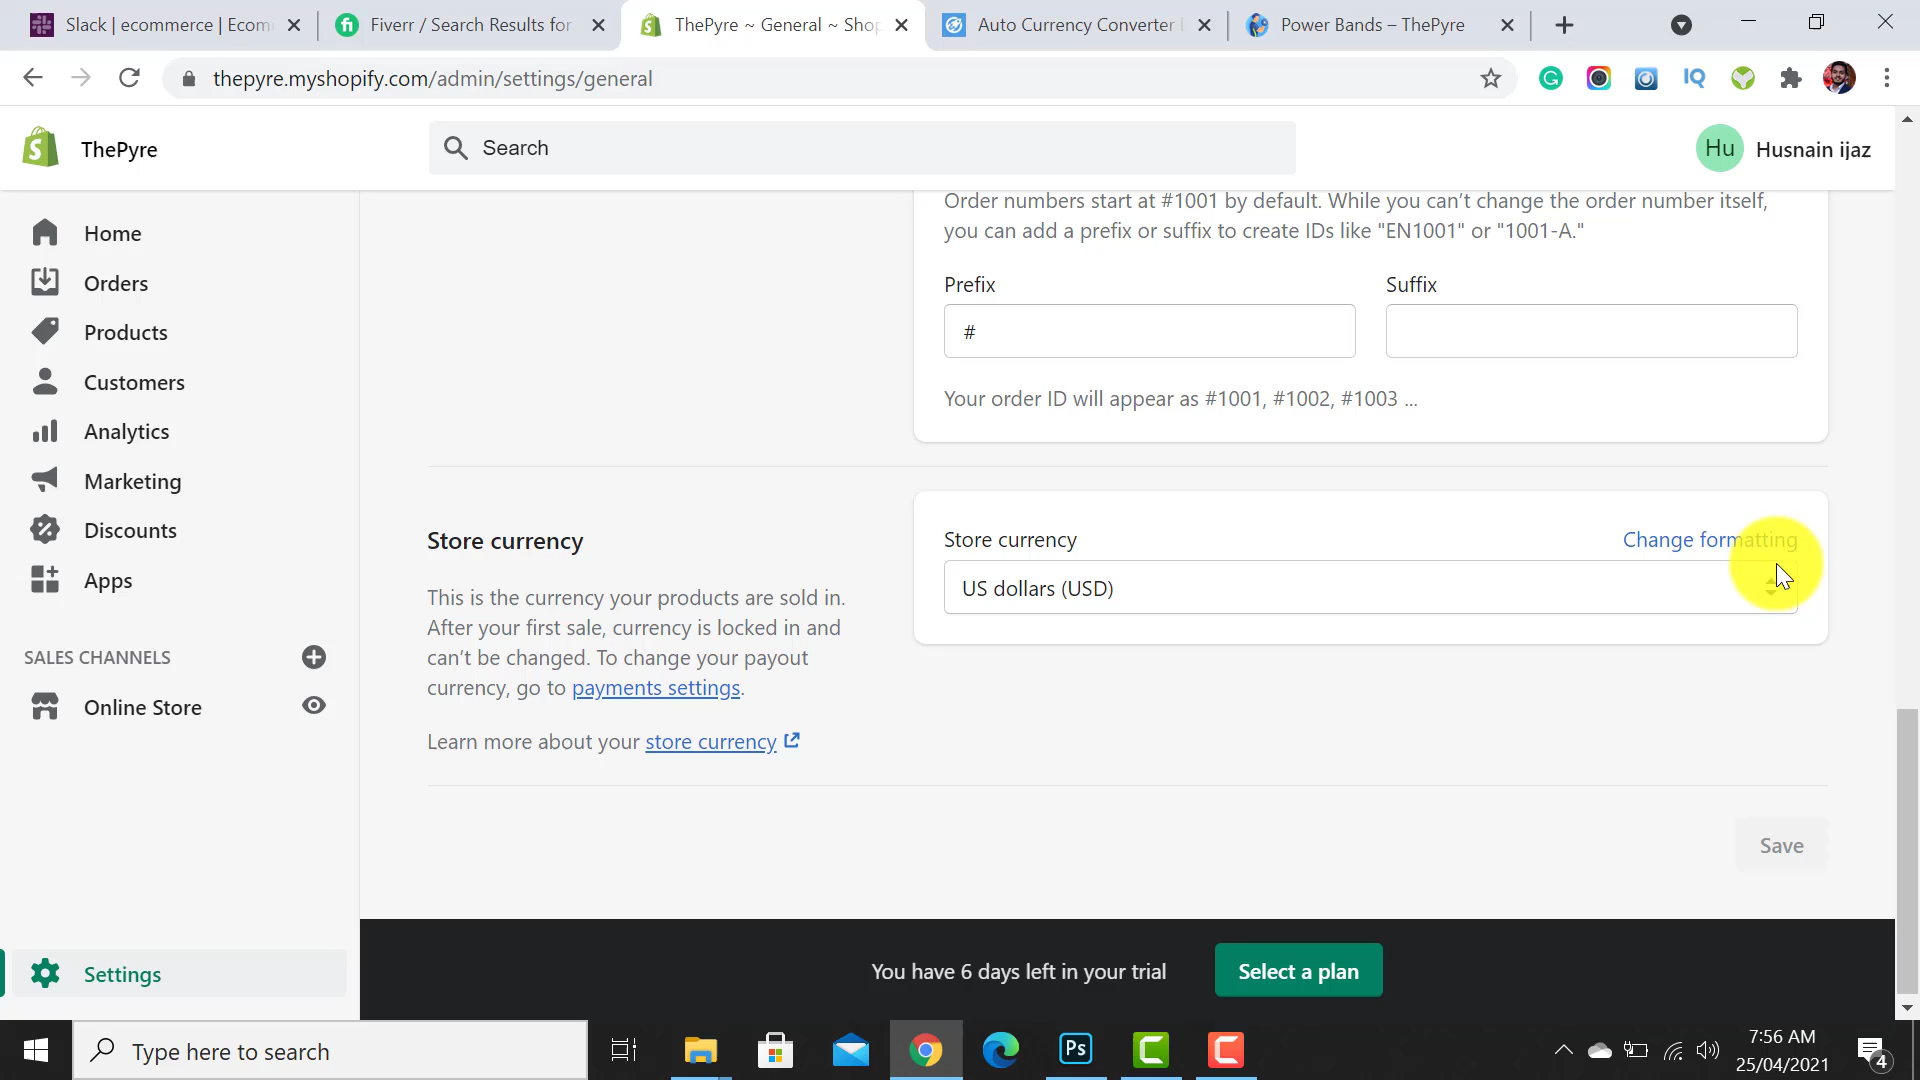 Slack | ecommerce | Ecom
Fiverr / Search Results for
ThePyre ~ General ~ Shop
Auto Currency Converter
Power Bands – ThePyre
thepyre.myshopify.com/admin/settings/general
IQ
ThePyre
Search
Hu
Husnain ijaz
Home
Orders
Products
Customers
Analytics
Marketing
Discounts
Apps
SALES CHANNELS
Online Store
Settings
Order numbers start at #1001 by default. While you can’t change the order number itself,
you can add a prefix or suffix to create IDs like "EN1001" or "1001-A."
Prefix
Suffix
#
Your order ID will appear as #1001, #1002, #1003 ...
Store currency
This is the currency your products are sold in.
After your first sale, currency is locked in and
can’t be changed. To change your payout
currency, go to payments settings.
Learn more about your store currency
Store currency
Change formatting
US dollars (USD)
Save
You have 6 days left in your trial
Select a plan
Type here to search
Ps
7:56 AM
25/04/2021
4